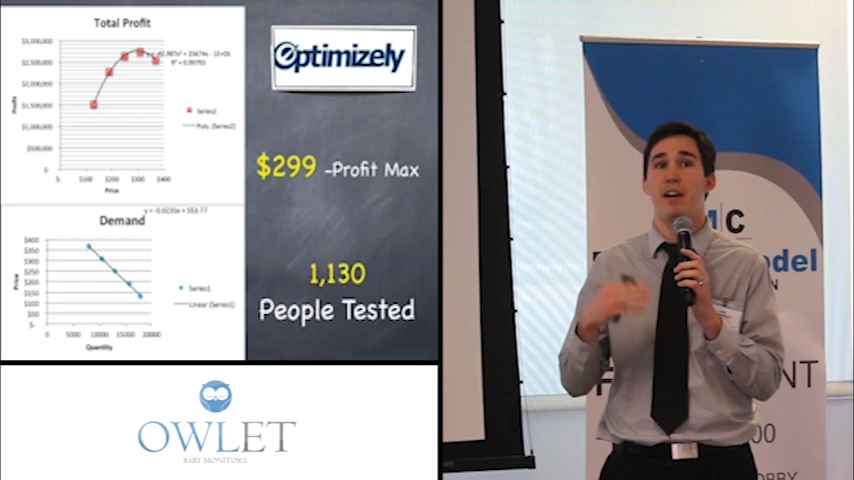 Total Profit
$3,000,000
R² = 0.99793
$2,500,000
$2,000,000
$1,500,000
$1,000,000
$500,000
$-
Profit
Series2
Poly. (Series2)
$- $100 $200 $300 $400
Price
Optimizely
$299 -Profit Max
y = -0.0231x + 553.77
Demand
$400
$350
$300
$250
$200
$150
$100
$50
$-
Price
Series1
Linear (Series1)
0 5000 10000 15000 20000
Quantity
1,130
People Tested
OWLET
BABY MONITORS
C
odel
N
NT
00
OBBY